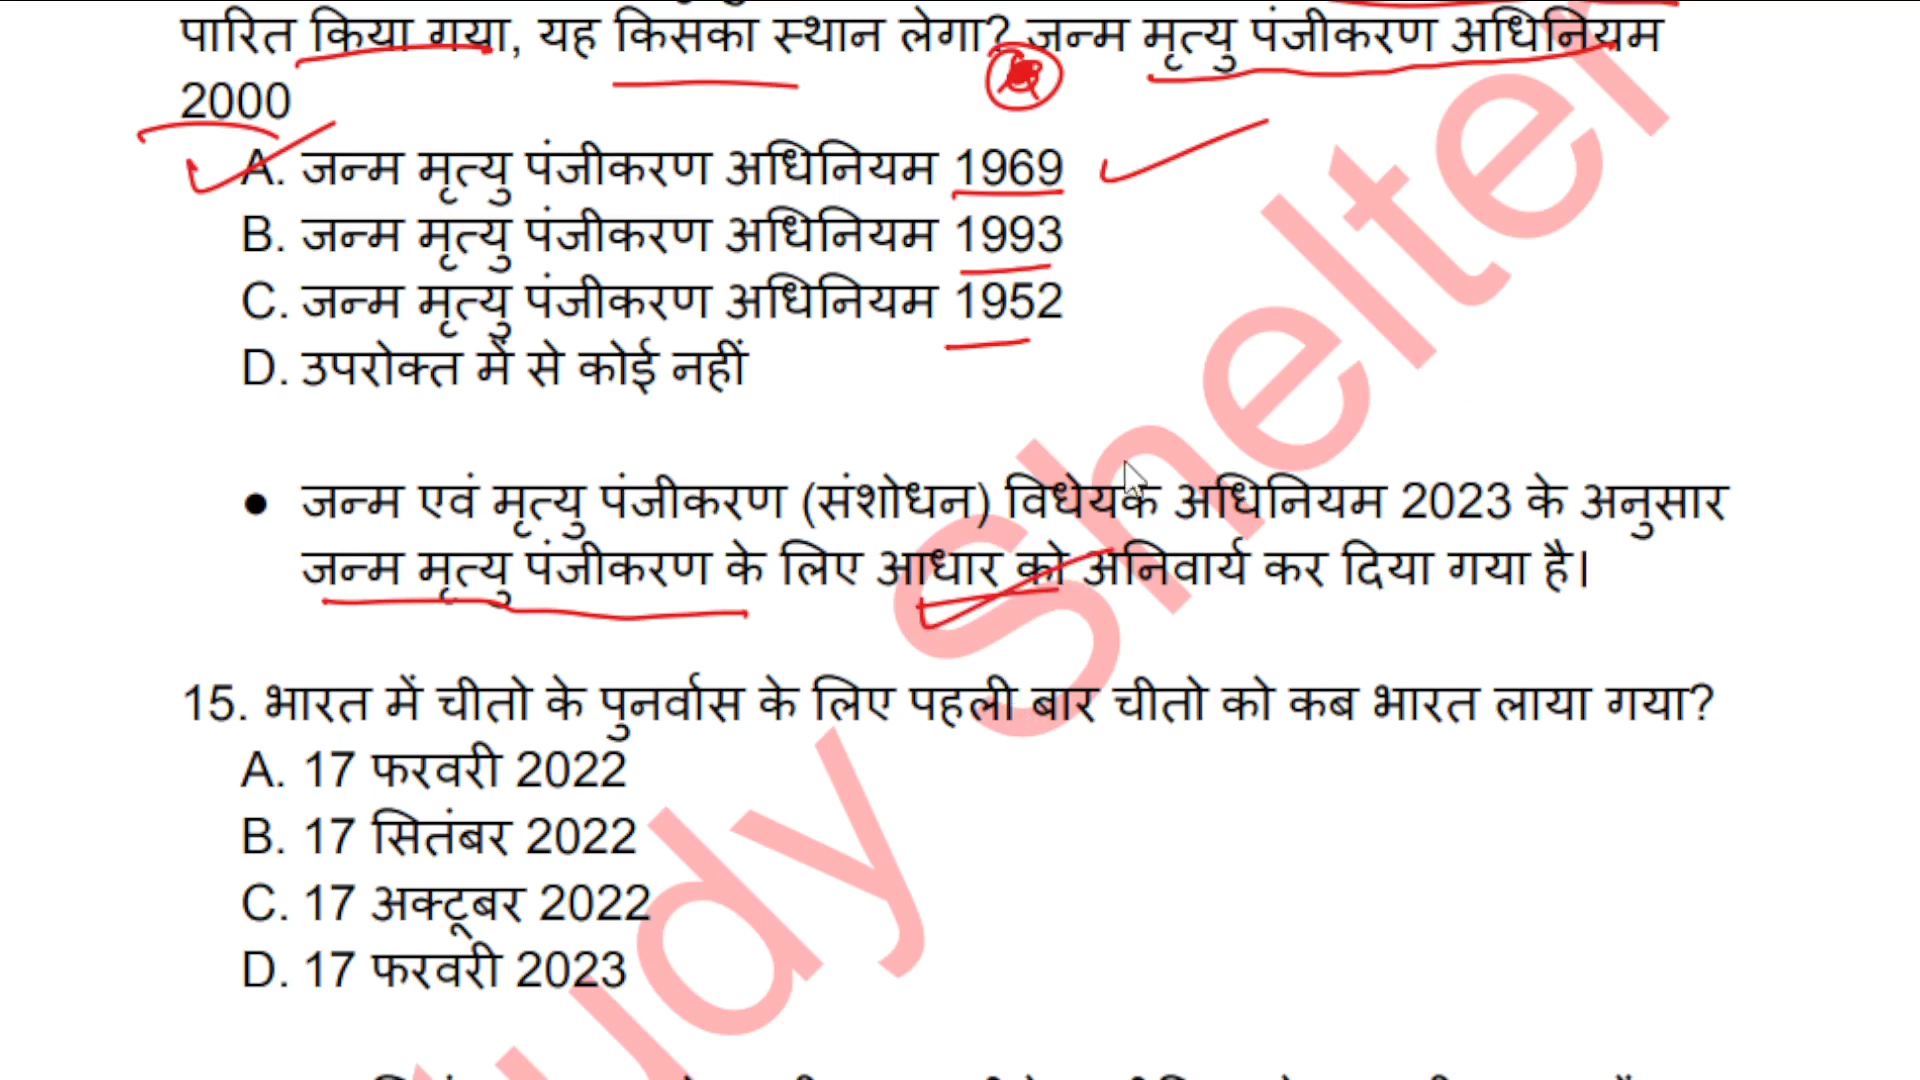 पारित किया गया, यह किसका स्थान लेगा? जन्म मृत्यु पंजीकरण अधिनियम
2000
A. जन्म मृत्यु पंजीकरण अधिनियम 1969
B. जन्म मृत्यु पंजीकरण अधिनियम 1993
C. जन्म मृत्यु पंजीकरण अधिनियम 1952
D. उपरोक्त में से कोई नहीं
● जन्म एवं मृत्यु पंजीकरण (संशोधन) विधेयक अधिनियम 2023 के अनुसार
जन्म मृत्यु पंजीकरण के लिए आधार को अनिवार्य कर दिया गया है।
15. भारत में चीतो के पुनर्वास के लिए पहली बार चीतो को कब भारत लाया गया?
A. 17 फरवरी 2022
B. 17 सितंबर 2022
C. 17 अक्टूबर 2022
D. 17 फरवरी 2023
udy Shelter